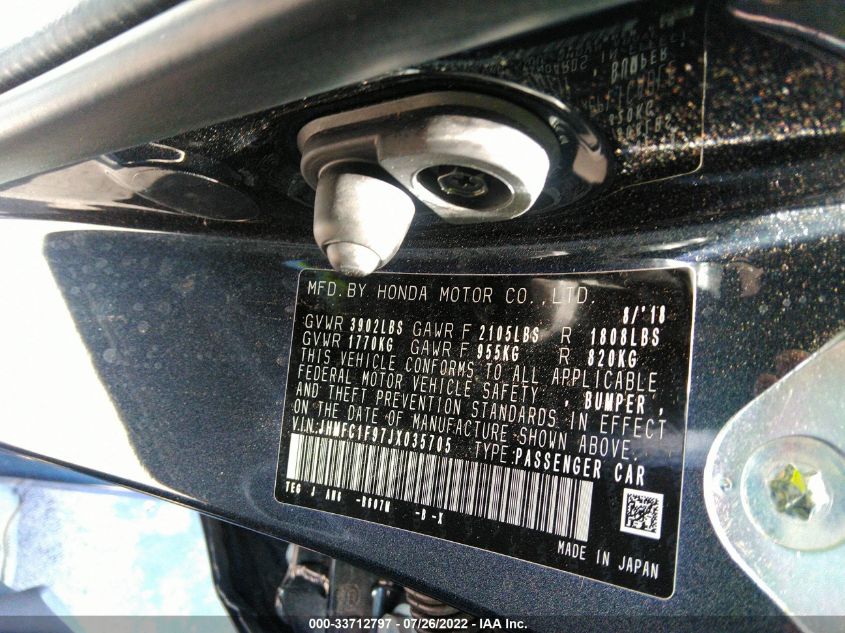 MFD.BY HONDA MOTOR CO.,LTD. 8/'18
GVWR 3902LBS GAWR F 2105LBS R 1808LBS
GVWR 1770KG GAWR F 955KG R 820KG
THIS VEHICLE CONFORMS TO ALL APPLICABLE
FEDERAL MOTOR VEHICLE SAFETY , BUMPER ,
AND THEFT PREVENTION STANDARDS IN EFFECT
ON THE DATE OF MANUFACTURE SHOWN ABOVE.
VIN:JHMFC1F97JX035705 TYPE:PASSENGER CAR
TEG J AN6 -B607M -B -X
MADE IN JAPAN
000-33712797 - 07/26/2022 - IAA Inc.